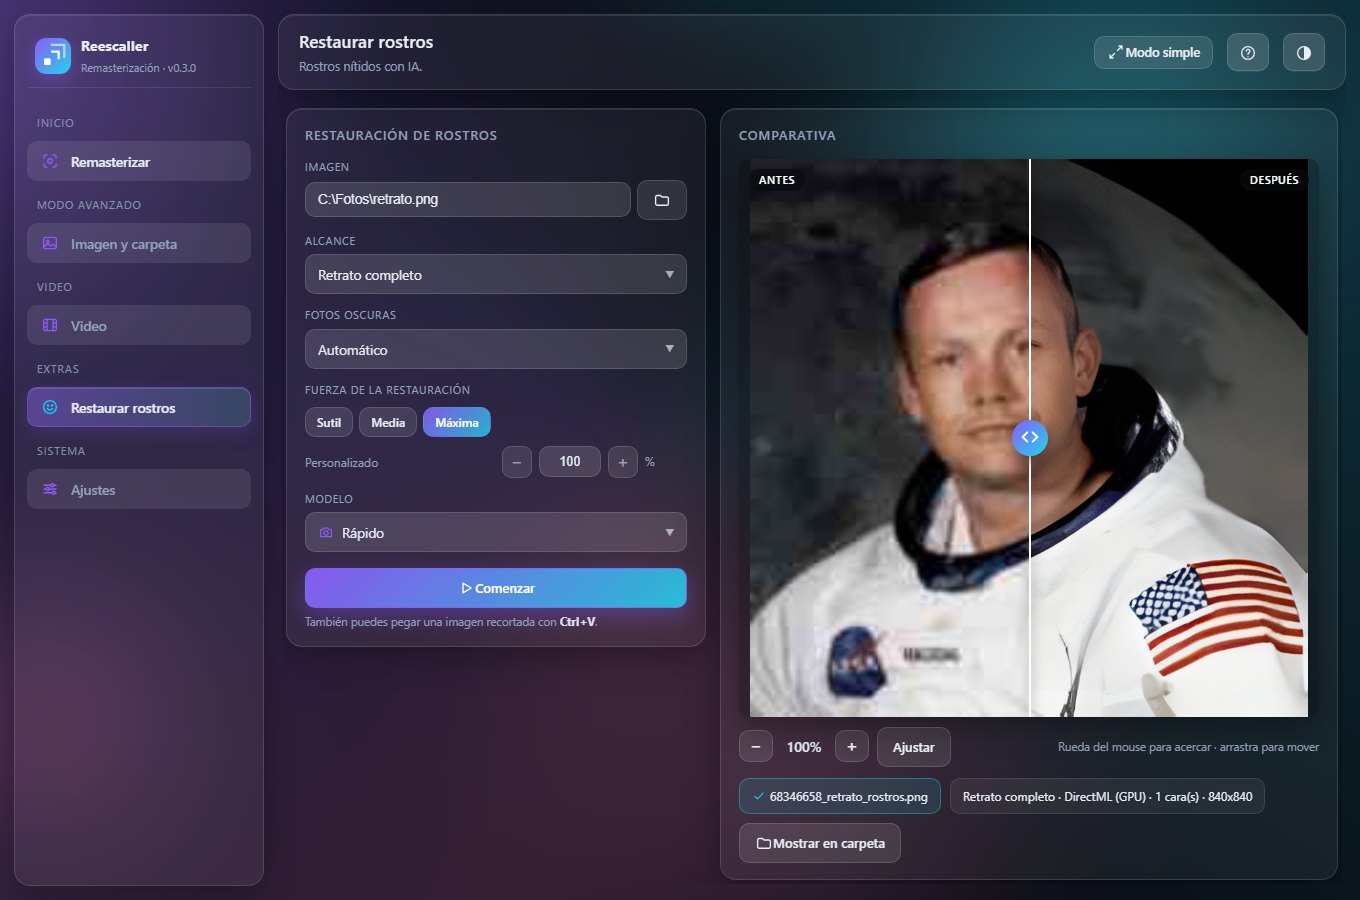 Reescaller
Remasterización · v0.3.0
INICIO
Remasterizar
MODO AVANZADO
Imagen y carpeta
VIDEO
Video
EXTRAS
Restaurar rostros
SISTEMA
Ajustes
Restaurar rostros
Rostros nítidos con IA.
Modo simple
RESTAURACIÓN DE ROSTROS
IMAGEN
C:\Fotos\retrato.png
ALCANCE
Retrato completo
FOTOS OSCURAS
Automático
FUERZA DE LA RESTAURACIÓN
Sutil Media Máxima
Personalizado − 100 + %
MODELO
Rápido
Comenzar
También puedes pegar una imagen recortada con Ctrl+V.
COMPARATIVA
ANTES DESPUÉS
− 100% + Ajustar Rueda del mouse para acercar · arrastra para mover
68346658_retrato_rostros.png Retrato completo · DirectML (GPU) · 1 cara(s) · 840x840
Mostrar en carpeta